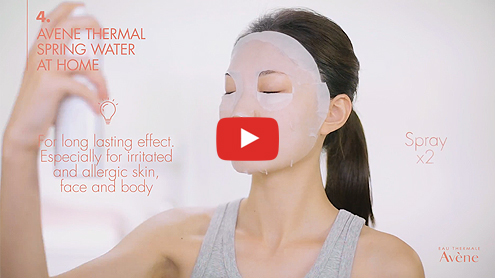 4.
AVENE THERMAL
SPRING WATER
AT HOME
For long lasting effect.
Especially for irritated
and allergic skin,
face and body
Spray
x2
EAU THERMALE
Avène